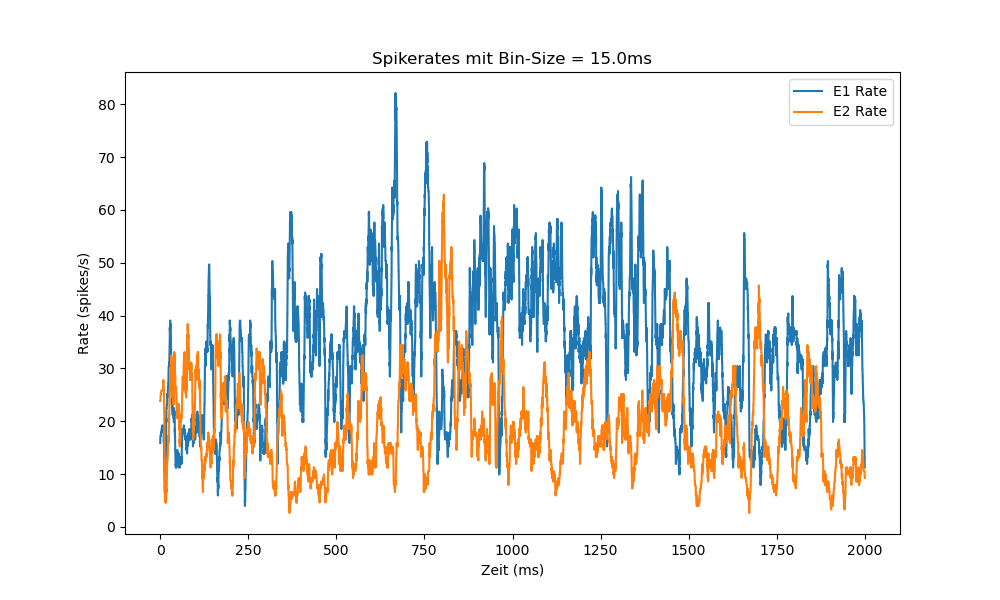 Spikerates mit Bin-Size = 15.0ms
E1 Rate
E2 Rate
Rate (spikes/s)
80
70
60
50
40
30
20
10
0
0 250 500 750 1000 1250 1500 1750 2000
Zeit (ms)